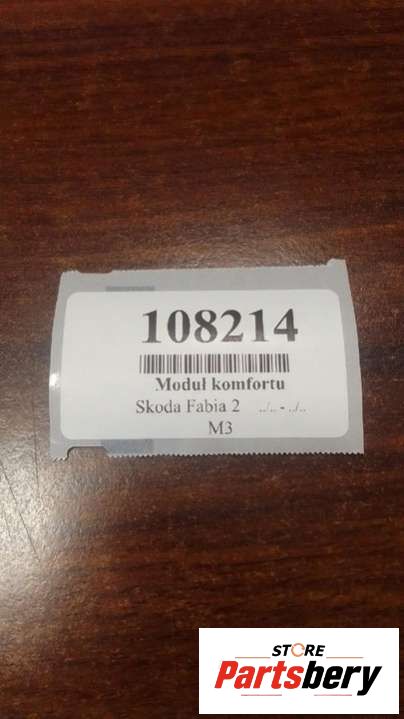 108214
Moduł komfortu
Skoda Fabia 2 ../.. - ../..
M3
STORE
Partsbery